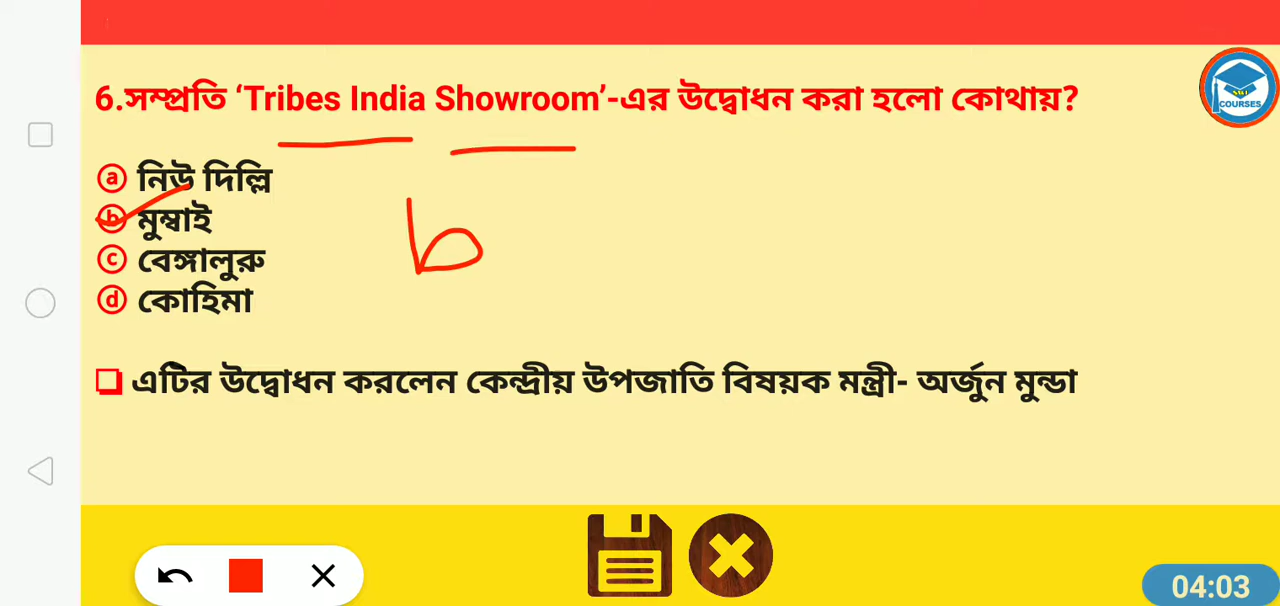 6.সম্প্রতি ‘Tribes India Showroom’-এর উদ্বোধন করা হলো কোথায়?
SAVI COURSES
ⓐ নিউ দিল্লি
ⓑ মুম্বাই
b
ⓒ বেঙ্গালুরু
ⓓ কোহিমা
❑ এটির উদ্বোধন করলেন কেন্দ্রীয় উপজাতি বিষয়ক মন্ত্রী- অর্জুন মুন্ডা
04:03